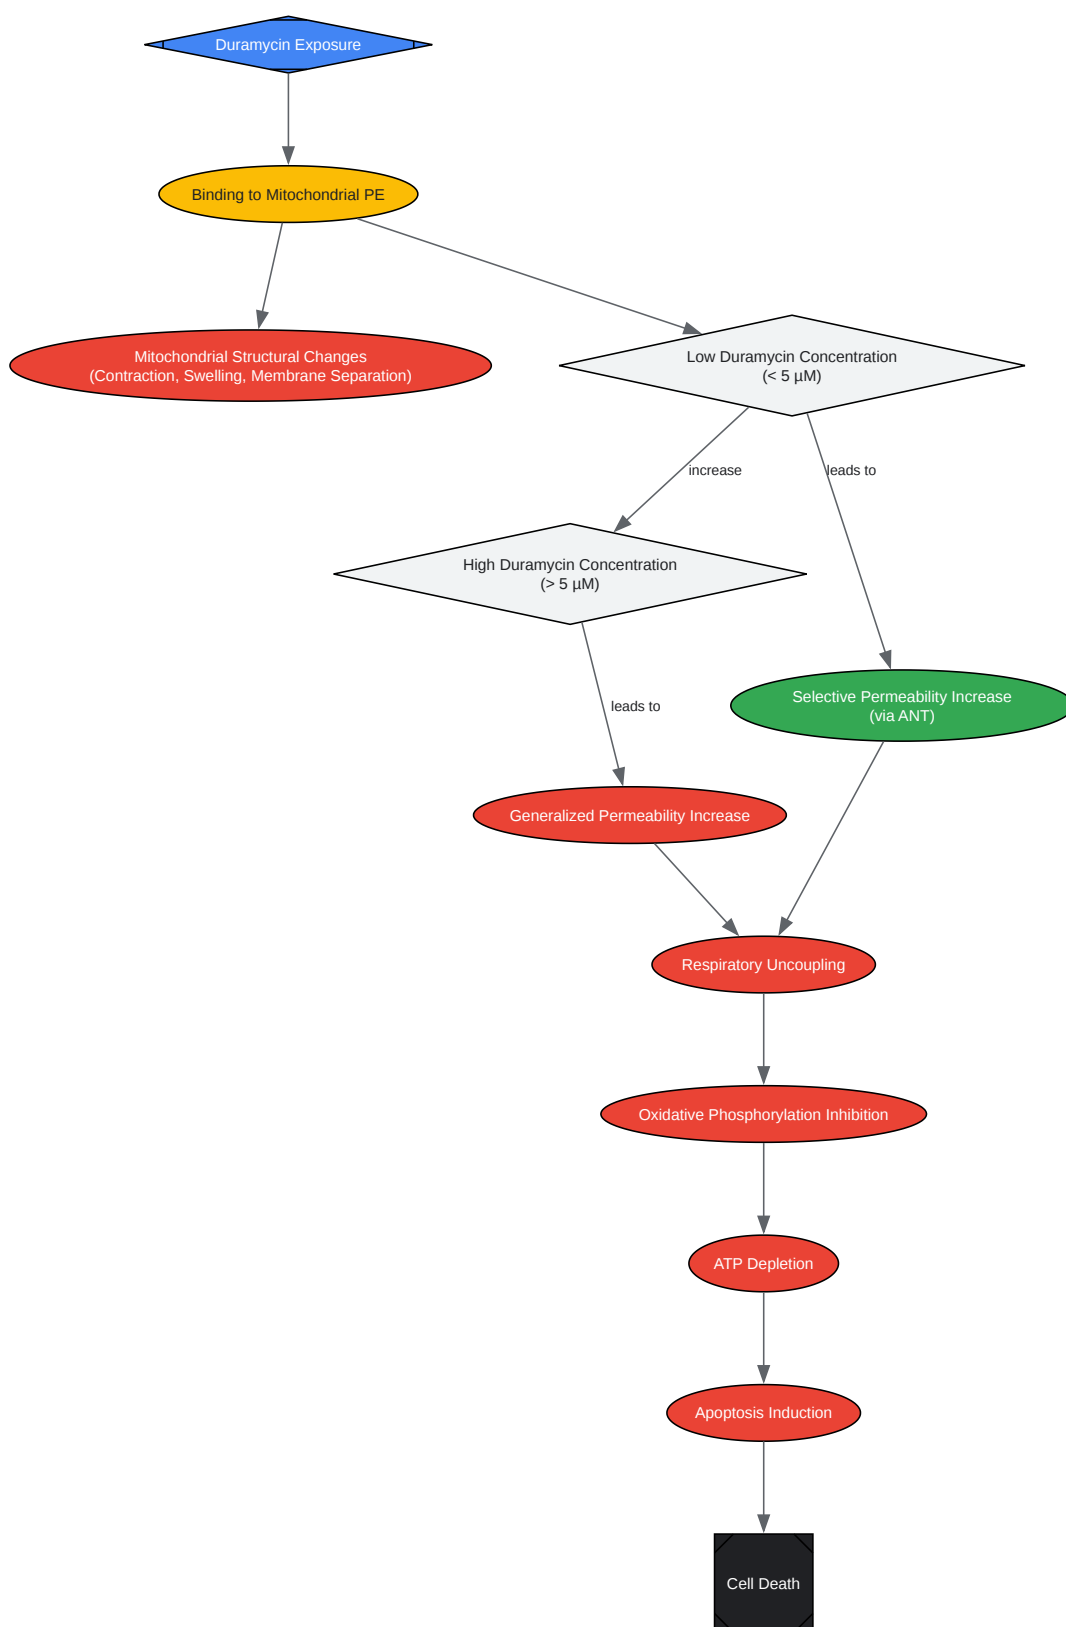 Duramycin Exposure
Binding to Mitochondrial PE
Mitochondrial Structural Changes
(Contraction, Swelling, Membrane Separation)
Low Duramycin Concentration
(< 5 µM)
increase
leads to
High Duramycin Concentration
(> 5 µM)
Selective Permeability Increase
(via ANT)
leads to
Generalized Permeability Increase
Respiratory Uncoupling
Oxidative Phosphorylation Inhibition
ATP Depletion
Apoptosis Induction
Cell Death